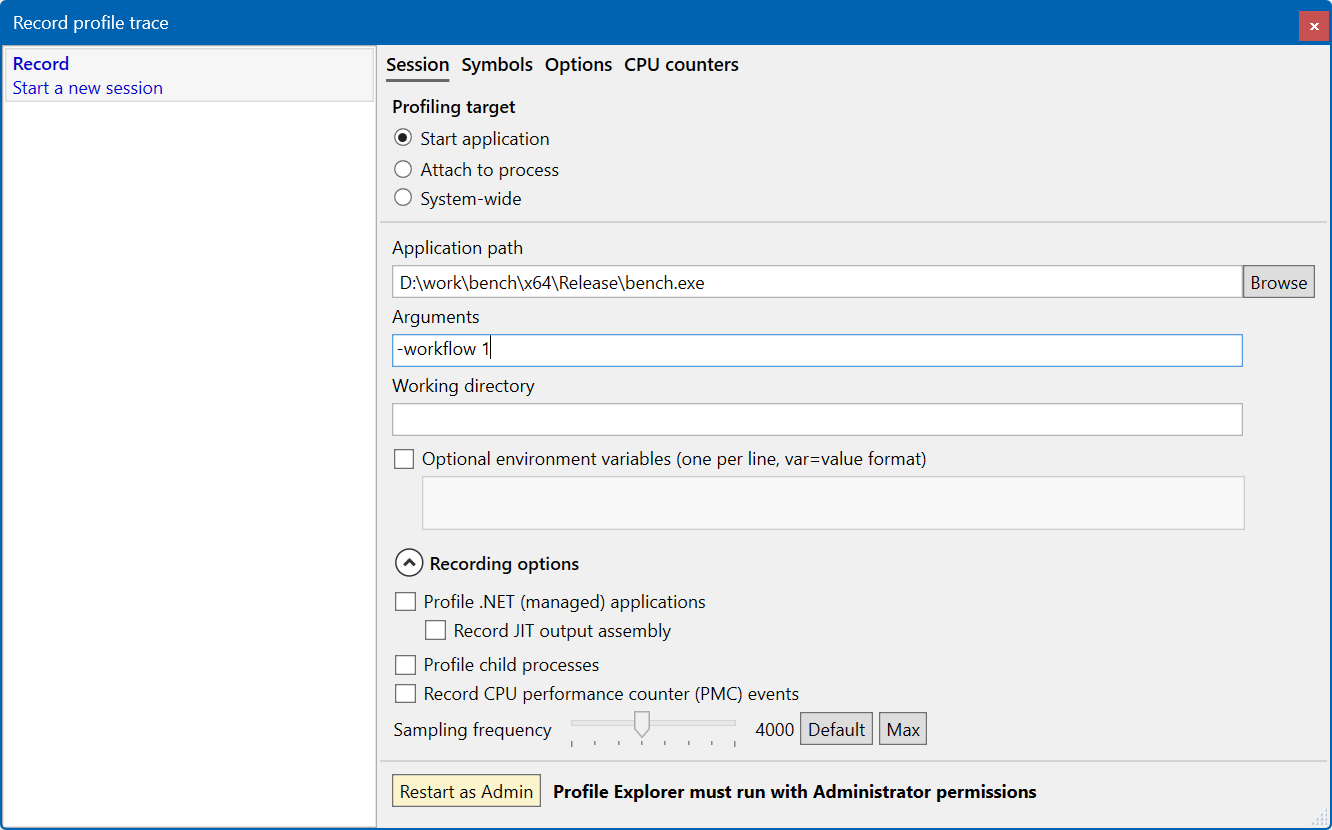 Record profile trace
Record
Start a new session
Session Symbols Options CPU counters
Profiling target
Start application
Attach to process
System-wide
Application path
D:\work\bench\x64\Release\bench.exe Browse
Arguments
-workflow 1
Working directory
Optional environment variables (one per line, var=value format)
Recording options
Profile .NET (managed) applications
Record JIT output assembly
Profile child processes
Record CPU performance counter (PMC) events
Sampling frequency 4000 Default Max
Restart as Admin Profile Explorer must run with Administrator permissions